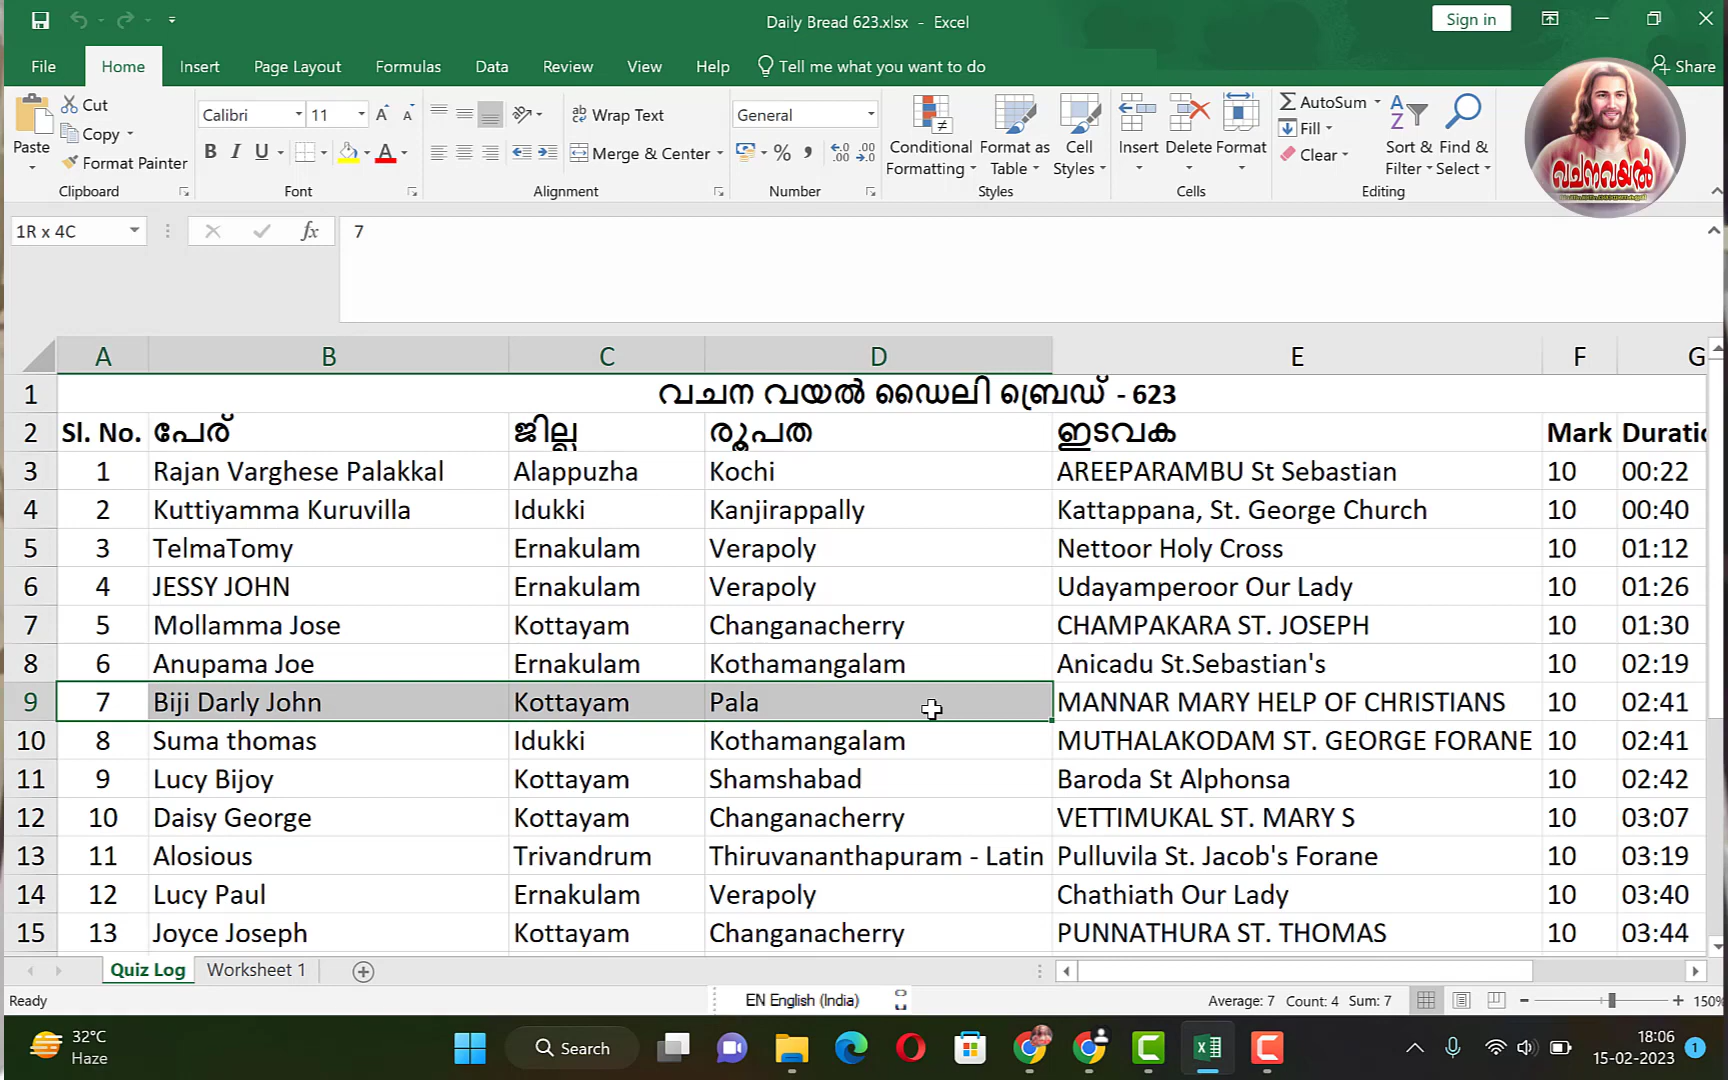 Daily Bread 623.xlsx - Excel
Sign in
File Home Insert Page Layout Formulas Data Review View Help Tell me what you want to do Share
Paste Cut Copy Format Painter Clipboard
Calibri 11 A A B I U A Font
Wrap Text Merge & Center Alignment
General % , .00 Number
Conditional Formatting Format as Table Cell Styles Styles
Insert Delete Format Cells
AutoSum Fill Clear Sort & Filter Find & Select Editing
വചനവയൽ
1R x 4C fx 7
A B C D E F G
1 വചന വയൽ ഡൈലി ബ്രെഡ് - 623
2 Sl. No. പേര് ജില്ല രൂപത ഇടവക Mark Duratic
3 1 Rajan Varghese Palakkal Alappuzha Kochi AREEPARAMBU St Sebastian 10 00:22
4 2 Kuttiyamma Kuruvilla Idukki Kanjirappally Kattappana, St. George Church 10 00:40
5 3 TelmaTomy Ernakulam Verapoly Nettoor Holy Cross 10 01:12
6 4 JESSY JOHN Ernakulam Verapoly Udayamperoor Our Lady 10 01:26
7 5 Mollamma Jose Kottayam Changanacherry CHAMPAKARA ST. JOSEPH 10 01:30
8 6 Anupama Joe Ernakulam Kothamangalam Anicadu St.Sebastian's 10 02:19
9 7 Biji Darly John Kottayam Pala MANNAR MARY HELP OF CHRISTIANS 10 02:41
10 8 Suma thomas Idukki Kothamangalam MUTHALAKODAM ST. GEORGE FORANE 10 02:41
11 9 Lucy Bijoy Kottayam Shamshabad Baroda St Alphonsa 10 02:42
12 10 Daisy George Kottayam Changanacherry VETTIMUKAL ST. MARY S 10 03:07
13 11 Alosious Trivandrum Thiruvananthapuram - Latin Pulluvila St. Jacob's Forane 10 03:19
14 12 Lucy Paul Ernakulam Verapoly Chathiath Our Lady 10 03:40
15 13 Joyce Joseph Kottayam Changanacherry PUNNATHURA ST. THOMAS 10 03:44
Quiz Log Worksheet 1
Ready EN English (India) Average: 7 Count: 4 Sum: 7 150%
32°C
Haze
Search
18:06
15-02-2023 1